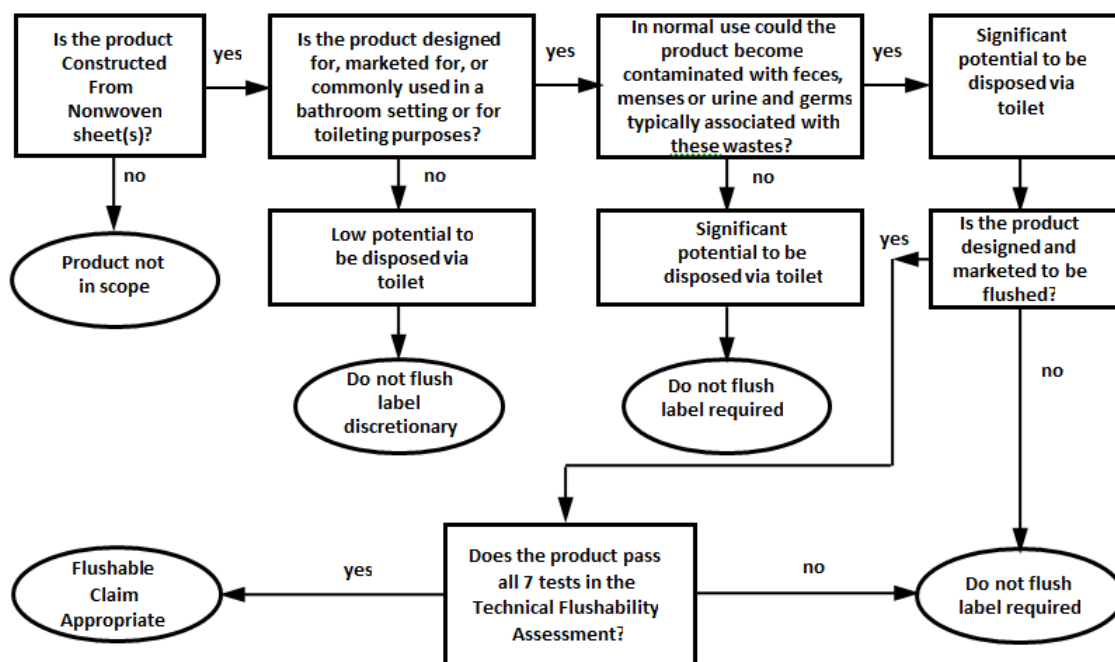 Is the product
Constructed
From
Nonwoven
sheet(s)?
yes
Is the product designed
for, marketed for, or
commonly used in a
bathroom setting or for
toileting purposes?
yes
In normal use could the
product become
contaminated with feces,
menses or urine and germs
typically associated with
these wastes?
yes
Significant
potential to be
disposed via
toilet
no
no
no
Product not
in scope
Low potential to
be disposed via
toilet
Significant
potential to be
disposed via toilet
yes
Is the product
designed and
marketed to be
flushed?
Do not flush
label
discretionary
Do not flush
label required
no
Flushable
Claim
Appropriate
yes
Does the product pass
all 7 tests in the
Technical Flushability
Assessment?
no
Do not flush
label required